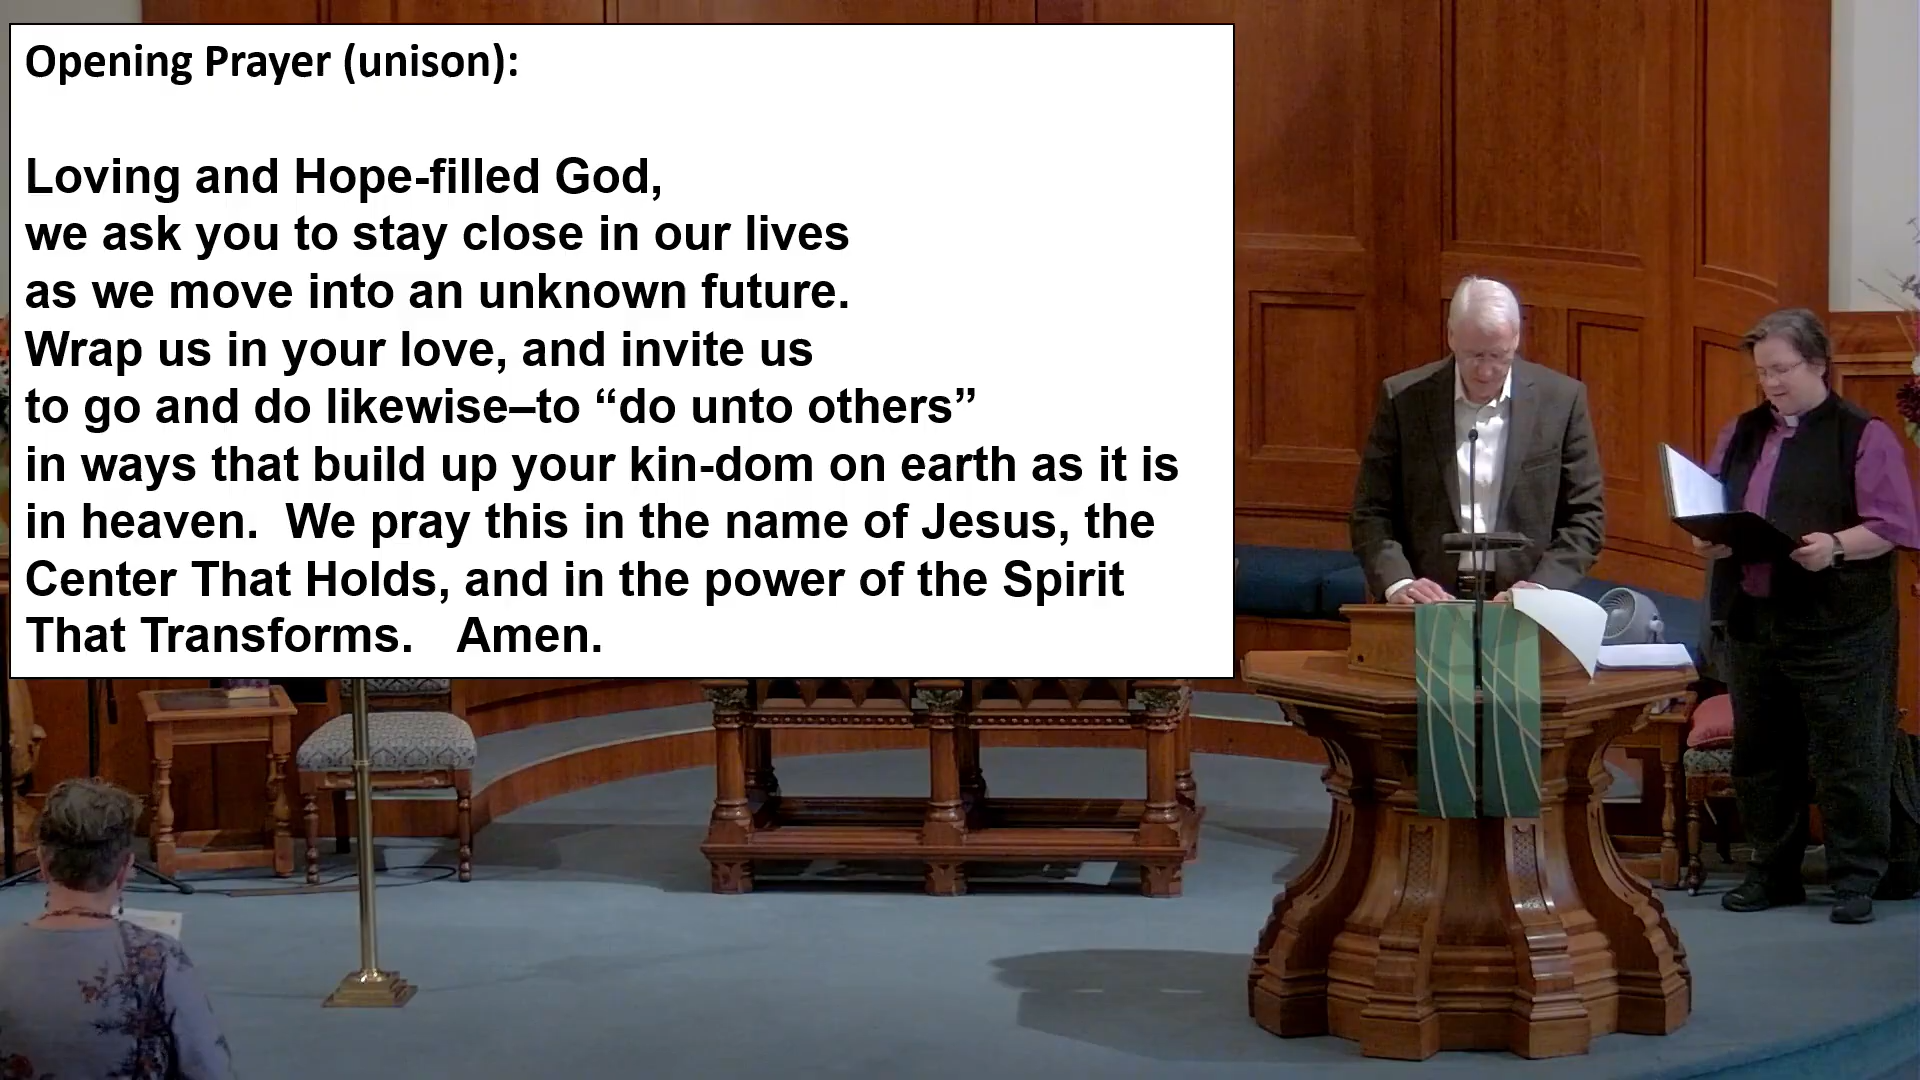 Opening Prayer (unison):
Loving and Hope-filled God,
we ask you to stay close in our lives
as we move into an unknown future.
Wrap us in your love, and invite us
to go and do likewise–to “do unto others”
in ways that build up your kin-dom on earth as it is
in heaven.  We pray this in the name of Jesus, the
Center That Holds, and in the power of the Spirit
That Transforms.   Amen.